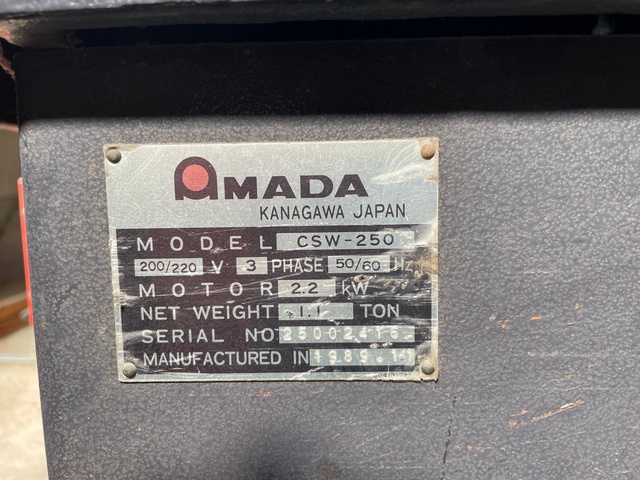 AMADA
KANAGAWA JAPAN
MODEL CSW-250
200/220 V 3 PHASE 50/60 Hz
MOTOR 2.2 kW
NET WEIGHT 1.1 TON
SERIAL NO 25002416
MANUFACTURED IN 1989.11